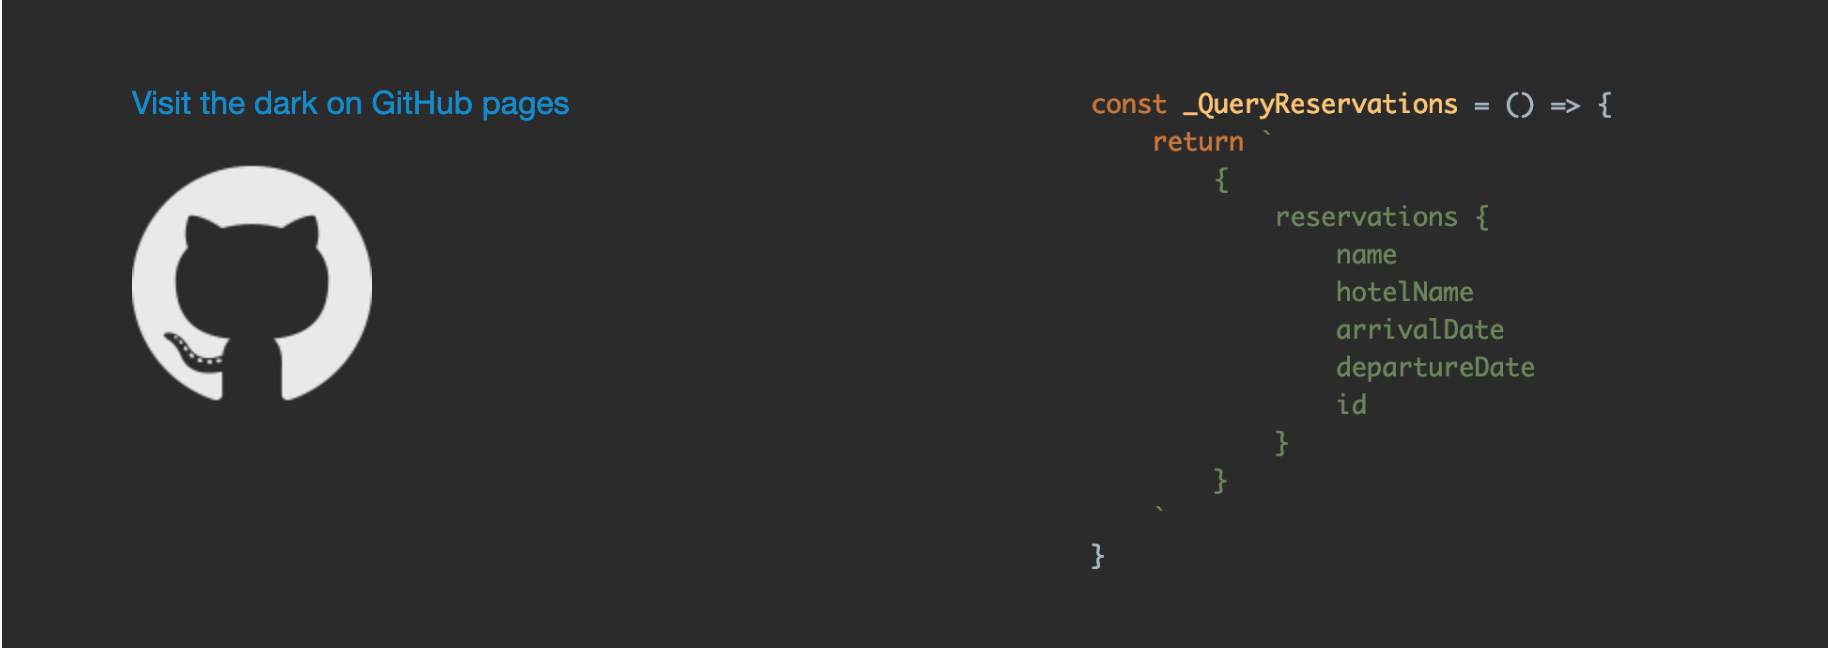 Visit the dark on GitHub pages
const _QueryReservations = () => {
    return `
        {
            reservations {
                name
                hotelName
                arrivalDate
                departureDate
                id
            }
        }
    `
}